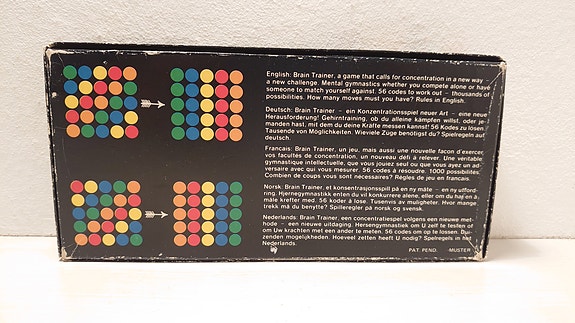 English: Brain Trainer, a game that calls for concentration in a new way –
a new challenge. Mental gymnastics whether you compete alone or have
someone to match yourself against. 56 codes to work out – thousands of
possibilities. How many moves must you have? Rules in English.
Deutsch: Brain Trainer – ein Konzentrationsspiel neuer Art – eine neue
Herausforderung! Gehirntraining, ob du alleine kämpfen willst, oder je-
manden hast, mit dem du deine Kräfte messen kannst! 56 Kodes zu lösen
Tausende von Möglichkeiten. Wieviele Züge benötigst du? Spielregeln auf
deutsch.
Francais: Brain Trainer, un jeu, mais aussi une nouvelle facon d'exercer
vos facultés de concentration, un nouveau défi à relever. Une véritable
gymnastique intellectuelle, que vous jouiez seul ou que vous ayez un ad-
versaire avec qui vous mesurer. 56 codes à résoudre. 1000 possibilités.
Combien de coups vous sont nécessaires? Règles de jeu en francais.
Norsk: Brain Trainer, et konsentrasjonsspill på en ny måte – en ny utford-
ring. Hjernegymnastikk enten du vil konkurrere alene, eller om du har en å
måle krefter med. 56 koder å løse. Tusenvis av muligheter. Hvor mange
trekk må du benytte? Spilleregler på norsk og svensk.
Nederlands: Brain Trainer, een concentratiespel volgens een nieuwe met-
hode – een nieuwe uitdaging. Hersengymnastiek om U zelf te testen of
om Uw krachten met een ander te meten. 56 codes om op te lossen. Dui-
zenden mogelijkheden. Hoeveel zetten heeft U nodig? Spelregels in het
Nederlands.
PAT. PEND. MUSTER